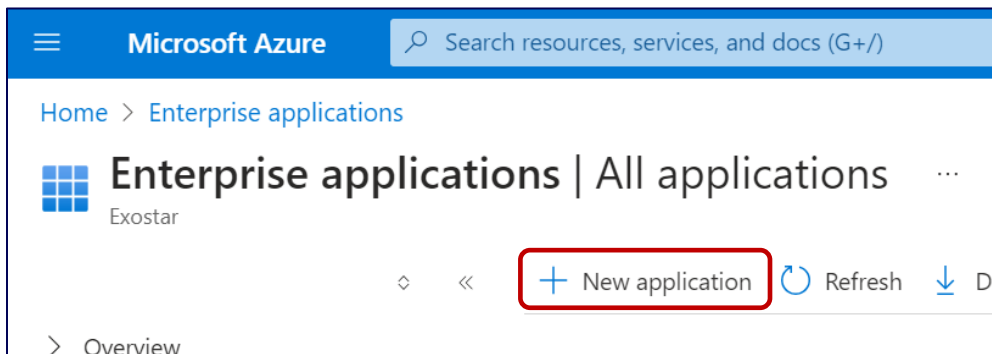 Microsoft Azure Search resources, services, and docs (G+/)
Home > Enterprise applications
Enterprise applications | All applications ...
Exostar
+ New application Refresh D
Overview